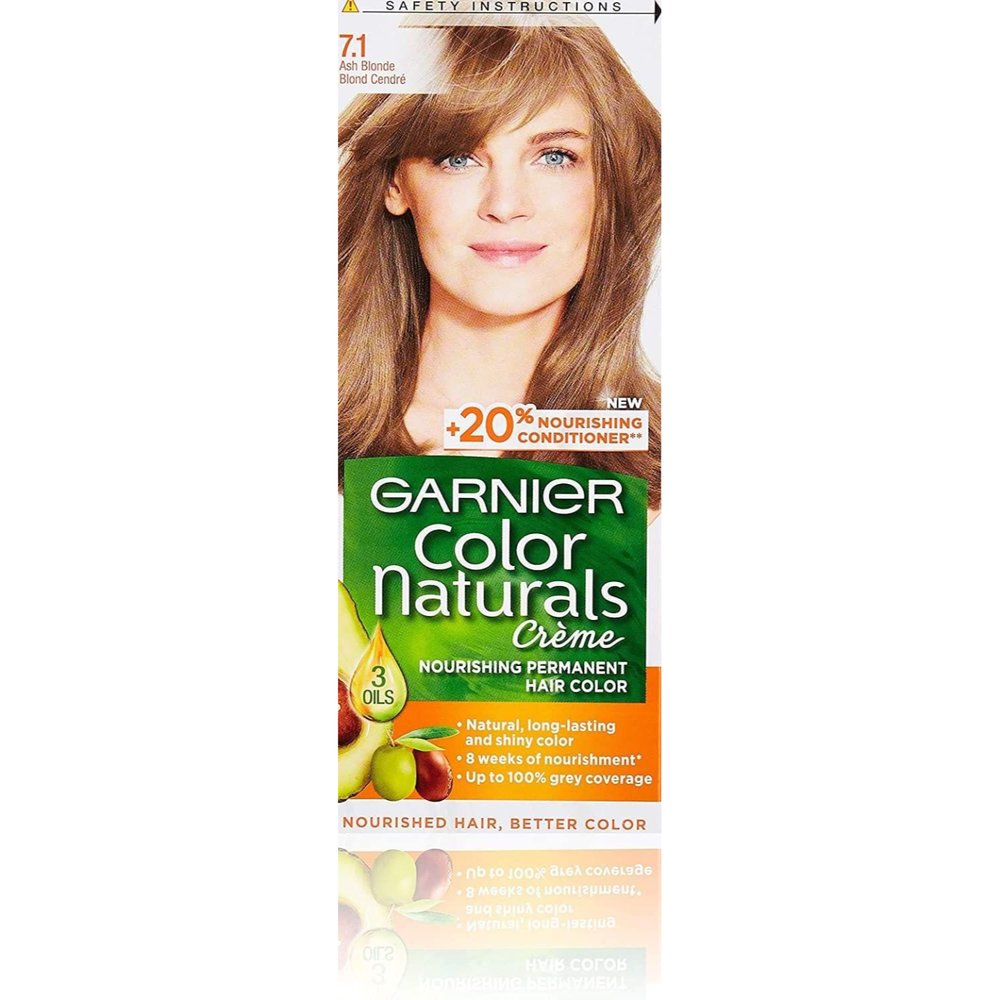 SAFETY INSTRUCTIONS
7.1
Ash Blonde
Blond Cendré
NEW
+20% NOURISHING
CONDITIONER**
GARNIER
Color
Naturals
Crème
NOURISHING PERMANENT
HAIR COLOR
3
OILS
• Natural, long-lasting
and shiny color
• 8 weeks of nourishment*
• Up to 100% grey coverage
NOURISHED HAIR, BETTER COLOR